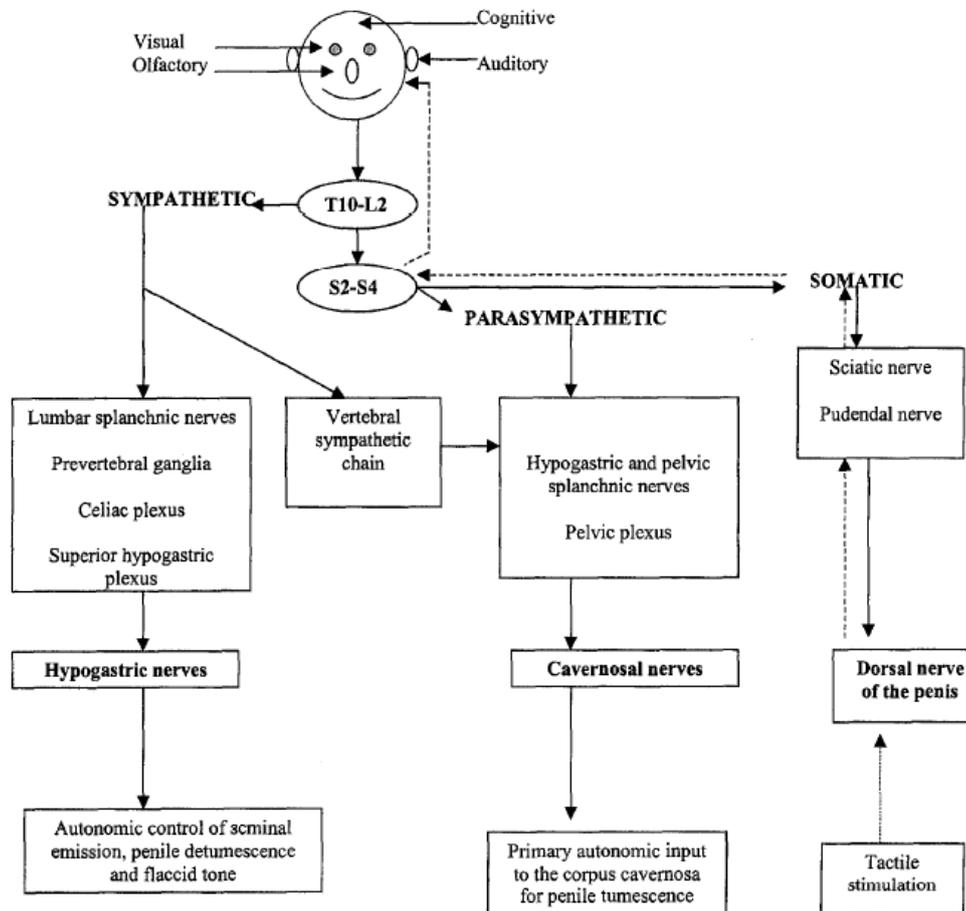 Cognitive
Visual
Olfactory
Auditory
SYMPATHETIC
T10-L2
S2-S4
SOMATIC
PARASYMPATHETIC
Sciatic nerve
Pudendal nerve
Lumbar splanchnic nerves
Prevertebral ganglia
Celiac plexus
Superior hypogastric
plexus
Vertebral
sympathetic
chain
Hypogastric and pelvic
splanchnic nerves
Pelvic plexus
Hypogastric nerves
Cavernosal nerves
Dorsal nerve
of the penis
Autonomic control of seminal
emission, penile detumescence
and flaccid tone
Primary autonomic input
to the corpus cavernosa
for penile tumescence
Tactile
stimulation